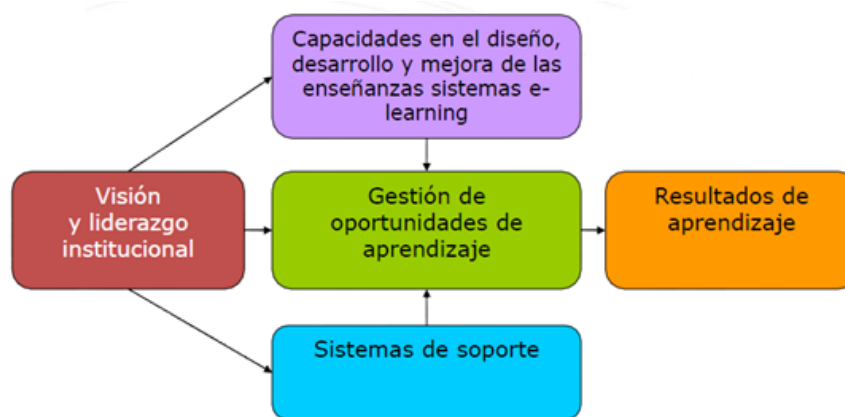 Capacidades en el diseño,
desarrollo y mejora de las
enseñanzas sistemas e-
learning
Visión
y liderazgo
institucional
Gestión de
oportunidades de
aprendizaje
Resultados de
aprendizaje
Sistemas de soporte